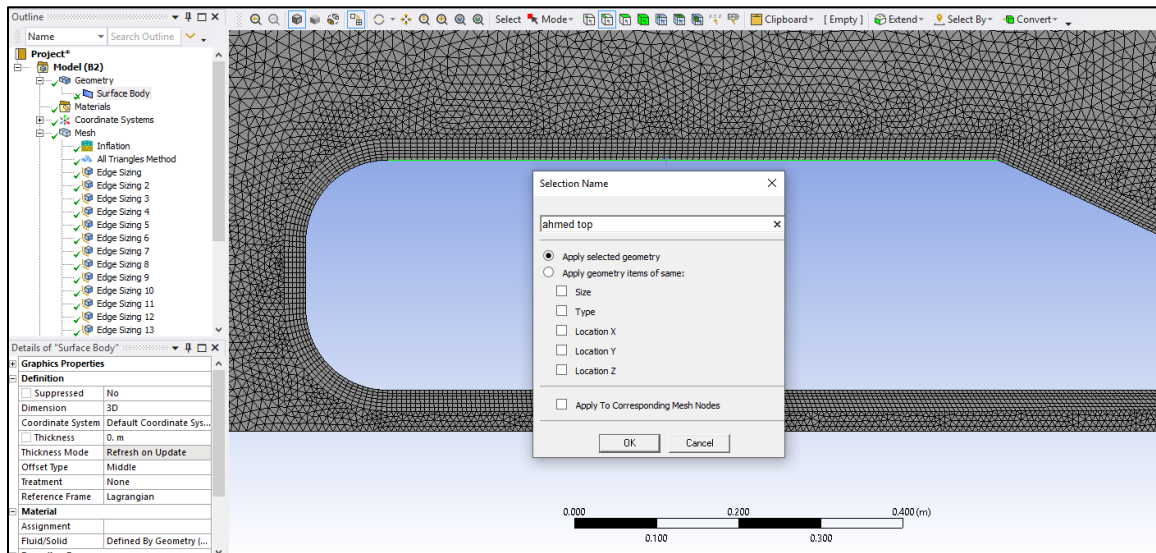 Outline
Select Mode Clipboard [ Empty ] Extend Select By Convert
Name Search Outline
Project*
Model (B2)
Geometry
Surface Body
Materials
Coordinate Systems
Mesh
Inflation
All Triangles Method
Edge Sizing
Edge Sizing 2
Edge Sizing 3
Edge Sizing 4
Edge Sizing 5
Edge Sizing 6
Edge Sizing 7
Edge Sizing 8
Edge Sizing 9
Edge Sizing 10
Edge Sizing 11
Edge Sizing 12
Edge Sizing 13
Details of "Surface Body"
Graphics Properties
Definition
Suppressed No
Dimension 3D
Coordinate System Default Coordinate Sys...
Thickness 0. m
Thickness Mode Refresh on Update
Offset Type Middle
Treatment None
Reference Frame Lagrangian
Material
Assignment
Fluid/Solid Defined By Geometry (...
Selection Name
ahmed top
Apply selected geometry
Apply geometry items of same:
Size
Type
Location X
Location Y
Location Z
Apply To Corresponding Mesh Nodes
OK Cancel
0.000 0.200 0.400 (m)
0.100 0.300